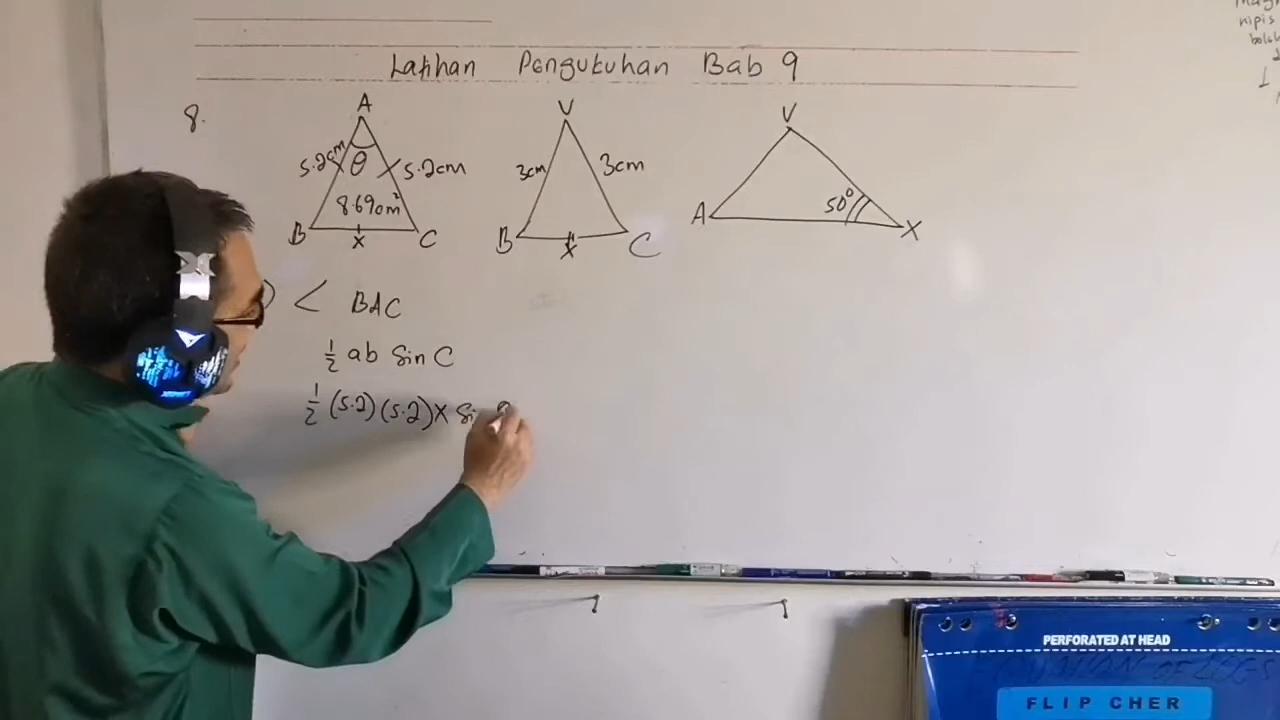 Latihan Pengukuhan Bab 9
8.
A
5.2cm
θ
5.2cm
8.69cm²
B
x
C
V
3cm
3cm
B
x
C
V
A
50°
X
) < BAC
½ ab Sin C
½ (5.2)(5.2)x
nipis
PERFORATED AT HEAD
FLIP CHER